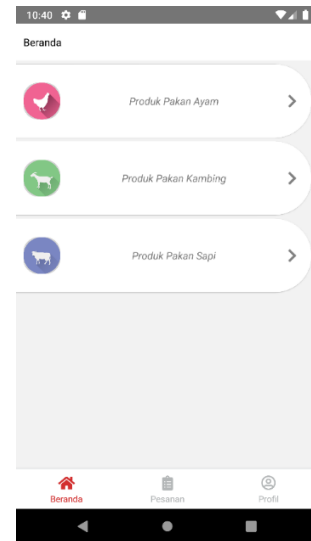 10:40
Beranda
Produk Pakan Ayam
Produk Pakan Kambing
Produk Pakan Sapi
Beranda
Pesanan
Profil